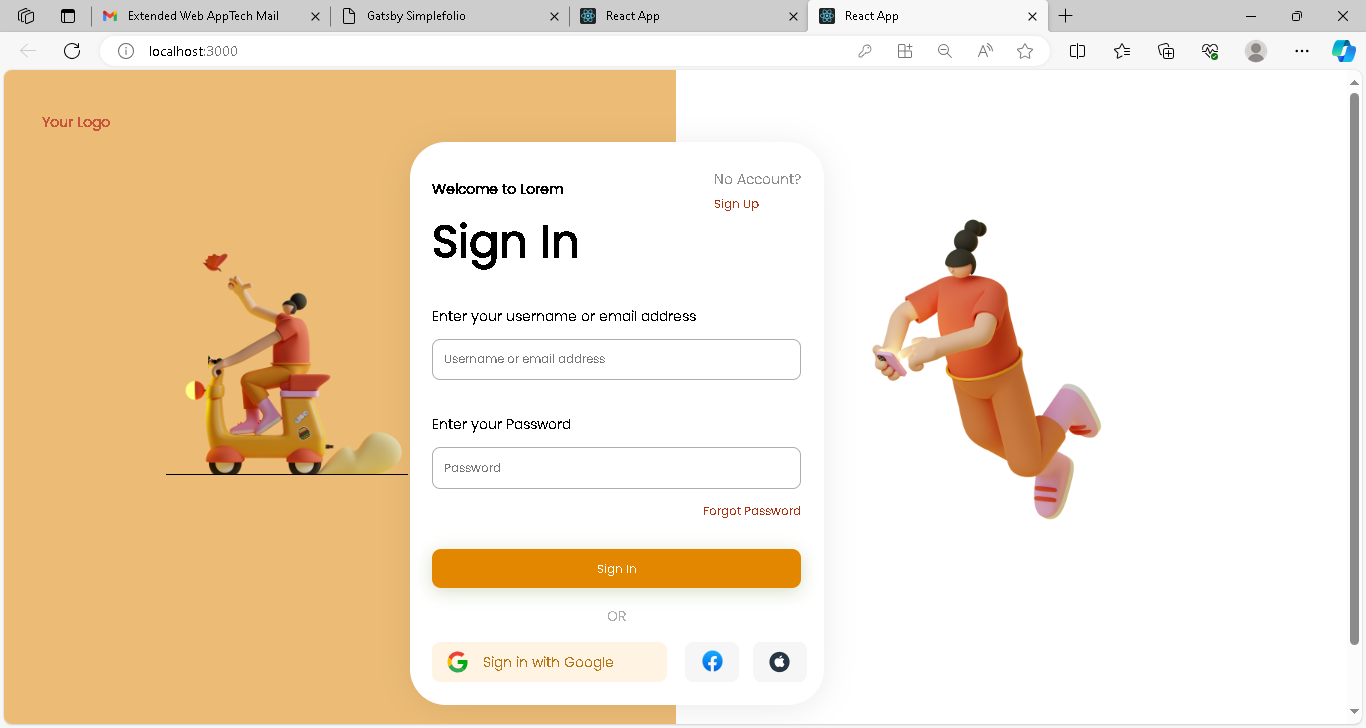 Extended Web AppTech Mail
Gatsby Simplefolio
React App
React App
localhost:3000
Your Logo
Welcome to Lorem
No Account?
Sign Up
Sign In
Enter your username or email address
Username or email address
Enter your Password
Password
Forgot Password
Sign In
OR
Sign in with Google